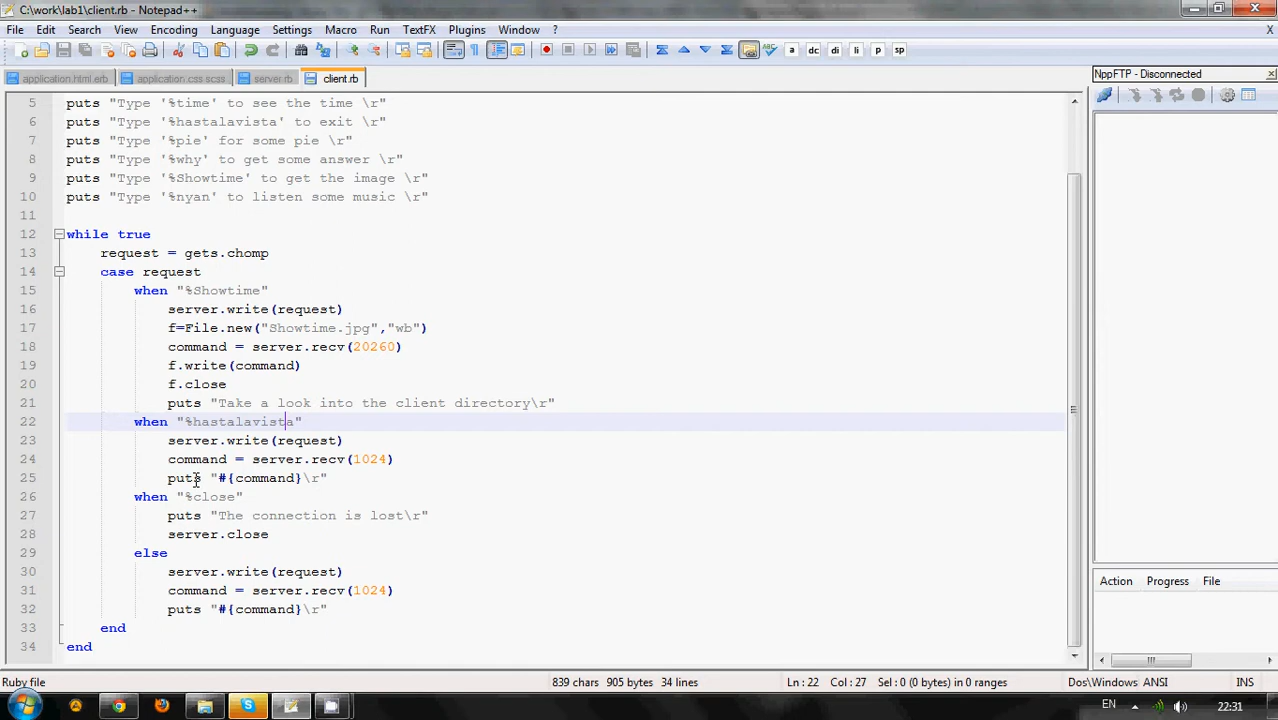 C:\work\lab1\client.rb - Notepad++
File Edit Search View Encoding Language Settings Macro Run TextFX Plugins Window ? X
a dc di li p sp
application.html.erb application.css.scss server.rb client.rb
NppFTP - Disconnected
5 puts "Type '%time' to see the time \r"
6 puts "Type '%hastalavista' to exit \r"
7 puts "Type '%pie' for some pie \r"
8 puts "Type '%why' to get some answer \r"
9 puts "Type '%Showtime' to get the image \r"
10 puts "Type '%nyan' to listen some music \r"
11
12 while true
13 request = gets.chomp
14 case request
15 when "%Showtime"
16 server.write(request)
17 f=File.new("Showtime.jpg","wb")
18 command = server.recv(20260)
19 f.write(command)
20 f.close
21 puts "Take a look into the client directory\r"
22 when "%hastalavista"
23 server.write(request)
24 command = server.recv(1024)
25 puts "#{command}\r"
26 when "%close"
27 puts "The connection is lost\r"
28 server.close
29 else
30 server.write(request)
31 command = server.recv(1024)
32 puts "#{command}\r"
33 end
34 end
Action Progress File
Ruby file 839 chars 905 bytes 34 lines Ln : 22 Col : 27 Sel : 0 (0 bytes) in 0 ranges Dos\Windows ANSI INS
EN 22:31